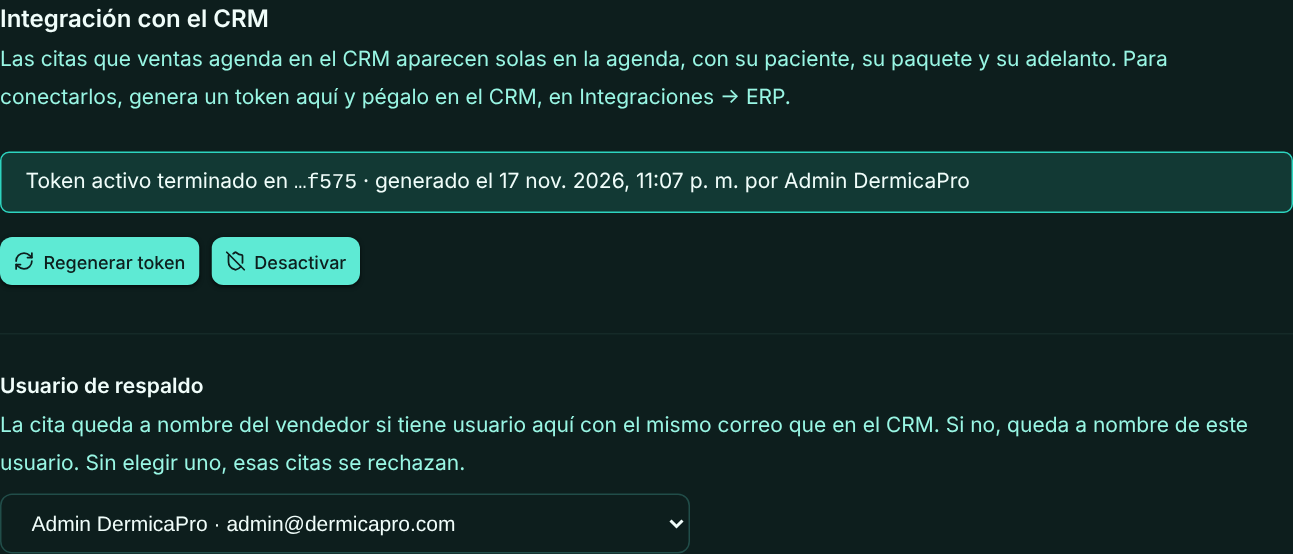 Integración con el CRM
Las citas que ventas agenda en el CRM aparecen solas en la agenda, con su paciente, su paquete y su adelanto. Para
conectarlos, genera un token aquí y pégalo en el CRM, en Integraciones → ERP.
Token activo terminado en …f575 · generado el 17 nov. 2026, 11:07 p. m. por Admin DermicaPro
Regenerar token
Desactivar
Usuario de respaldo
La cita queda a nombre del vendedor si tiene usuario aquí con el mismo correo que en el CRM. Si no, queda a nombre de este
usuario. Sin elegir uno, esas citas se rechazan.
Admin DermicaPro · admin@dermicapro.com